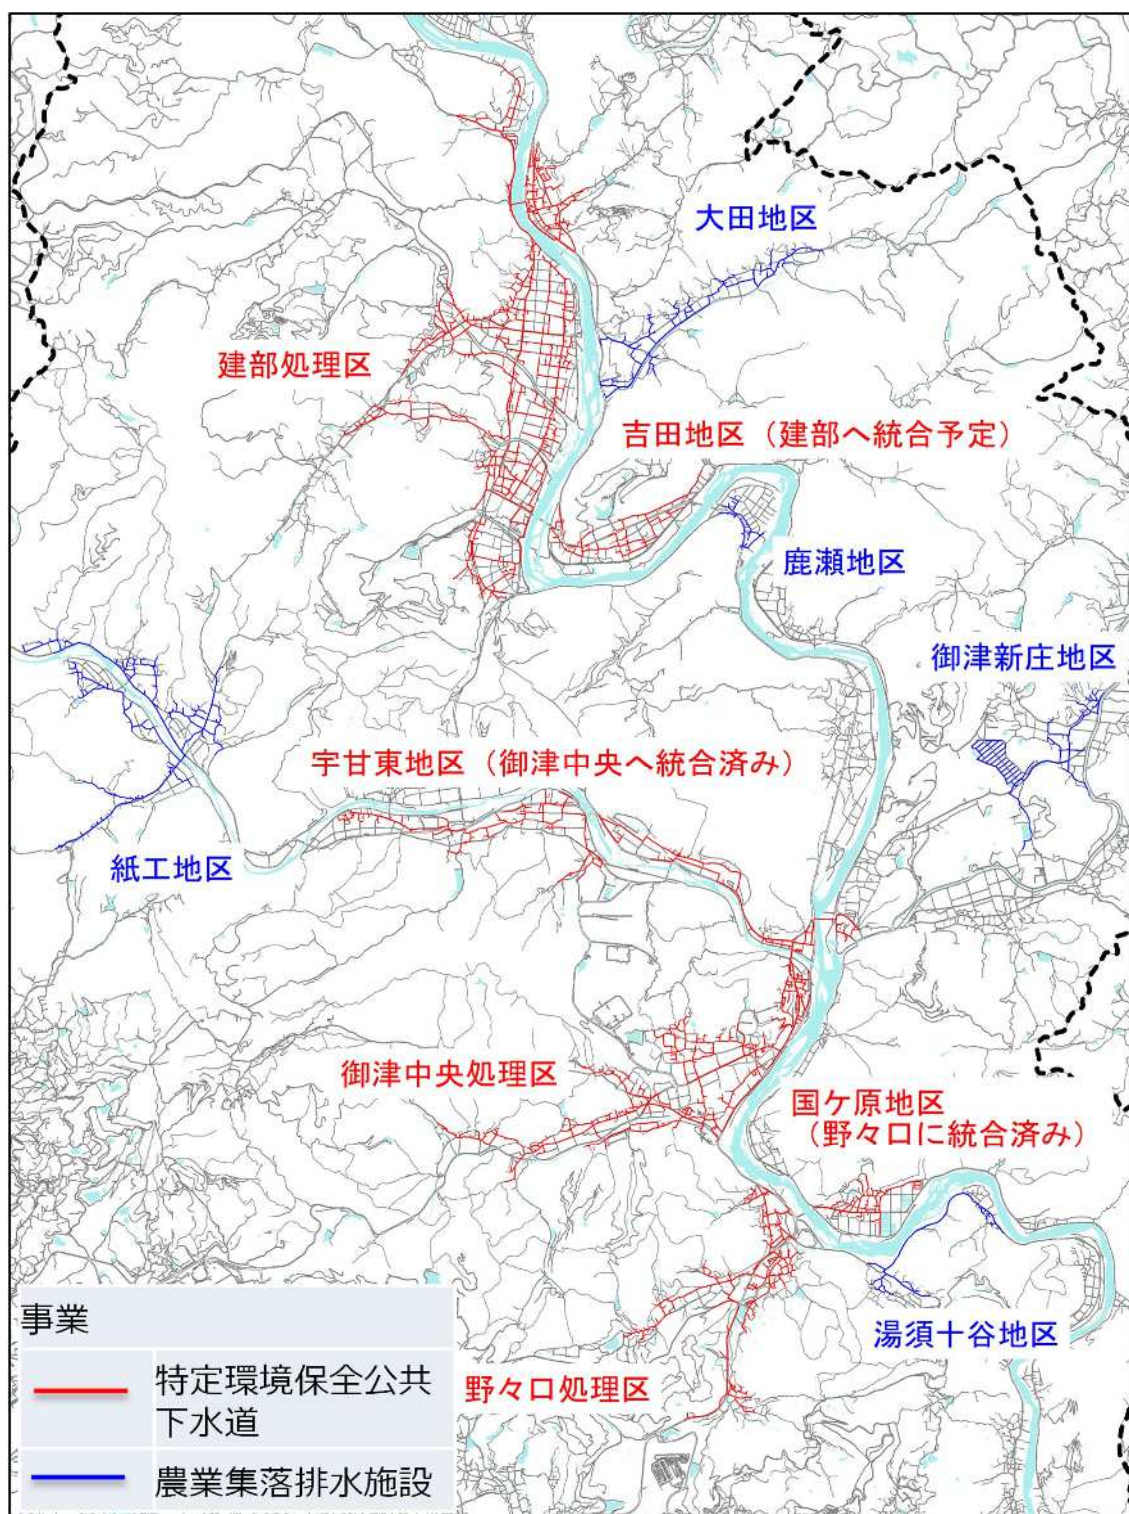 大田地区
建部処理区
吉田地区（建部へ統合予定）
鹿瀬地区
御津新庄地区
宇甘東地区（御津中央へ統合済み）
紙工地区
御津中央処理区
国ケ原地区
（野々口に統合済み）
湯須十谷地区
野々口処理区
事業
特定環境保全公共
下水道
農業集落排水施設